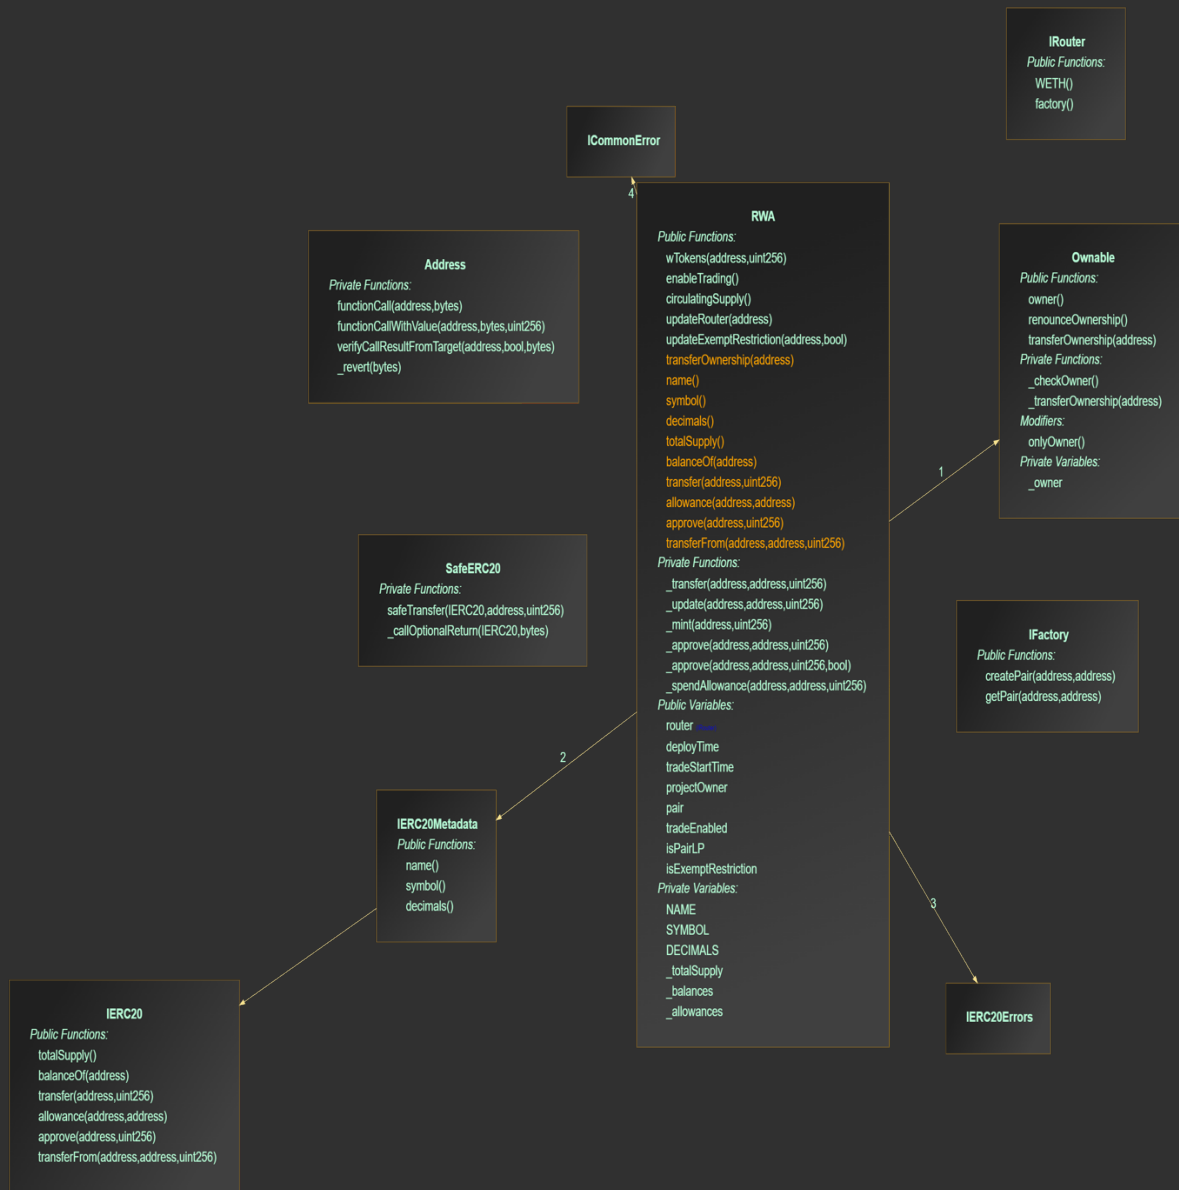 IRouter
Public Functions:
WETH()
factory()
ICommonError
4
RWA
Public Functions:
wTokens(address,uint256)
enableTrading()
circulatingSupply()
updateRouter(address)
updateExemptRestriction(address,bool)
transferOwnership(address)
name()
symbol()
decimals()
totalSupply()
balanceOf(address)
transfer(address,uint256)
allowance(address,address)
approve(address,uint256)
transferFrom(address,address,uint256)
Private Functions:
_transfer(address,address,uint256)
_update(address,address,uint256)
_mint(address,uint256)
_approve(address,address,uint256)
_approve(address,address,uint256,bool)
_spendAllowance(address,address,uint256)
Public Variables:
router
deployTime
tradeStartTime
projectOwner
pair
tradeEnabled
isPairLP
isExemptRestriction
Private Variables:
NAME
SYMBOL
DECIMALS
_totalSupply
_balances
_allowances
Address
Private Functions:
functionCall(address,bytes)
functionCallWithValue(address,bytes,uint256)
verifyCallResultFromTarget(address,bool,bytes)
_revert(bytes)
Ownable
Public Functions:
owner()
renounceOwnership()
transferOwnership(address)
Private Functions:
_checkOwner()
_transferOwnership(address)
Modifiers:
onlyOwner()
Private Variables:
_owner
1
SafeERC20
Private Functions:
safeTransfer(IERC20,address,uint256)
_callOptionalReturn(IERC20,bytes)
IFactory
Public Functions:
createPair(address,address)
getPair(address,address)
2
IERC20Metadata
Public Functions:
name()
symbol()
decimals()
3
IERC20Errors
IERC20
Public Functions:
totalSupply()
balanceOf(address)
transfer(address,uint256)
allowance(address,address)
approve(address,uint256)
transferFrom(address,address,uint256)